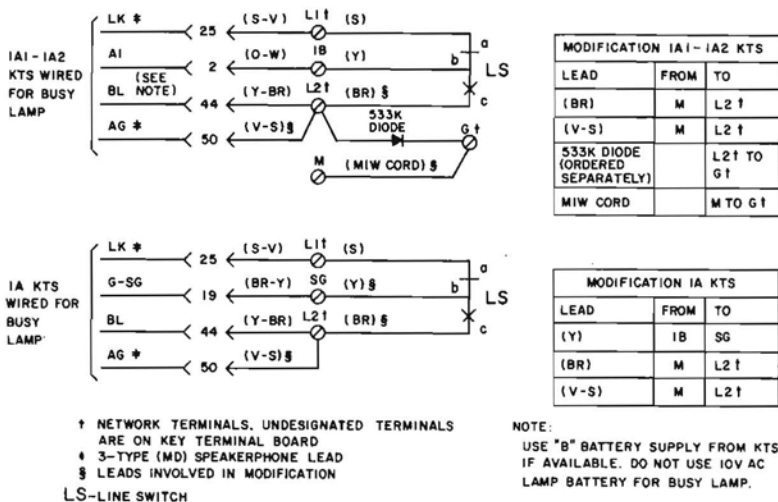 LK * 25 (S-V) L1† (S)
a
1A1-1A2
KTS WIRED
FOR BUSY
LAMP
A1 2 (O-W) 1B (Y) b LS
(SEE
NOTE)
BL 44 (Y-BR) L2† (BR) § c
AG * 50 (V-S) §
533K
DIODE
G†
M (MIW CORD) §
MODIFICATION 1A1-1A2 KTS
LEAD FROM TO
(BR) M L2†
(V-S) M L2†
533K DIODE
(ORDERED
SEPARATELY) L2† TO
G†
MIW CORD M TO G†
LK * 25 (S-V) L1† (S)
a
1A KTS
WIRED FOR
BUSY
LAMP
G-SG 19 (BR-Y) SG (Y) § b LS
BL 44 (Y-BR) L2† (BR) § c
AG * 50 (V-S) §
MODIFICATION 1A KTS
LEAD FROM TO
(Y) 1B SG
(BR) M L2†
(V-S) M L2†
† NETWORK TERMINALS. UNDESIGNATED TERMINALS
ARE ON KEY TERMINAL BOARD
* 3-TYPE (MD) SPEAKERPHONE LEAD
§ LEADS INVOLVED IN MODIFICATION
LS-LINE SWITCH
NOTE:
USE "B" BATTERY SUPPLY FROM KTS
IF AVAILABLE. DO NOT USE 10V AC
LAMP BATTERY FOR BUSY LAMP.